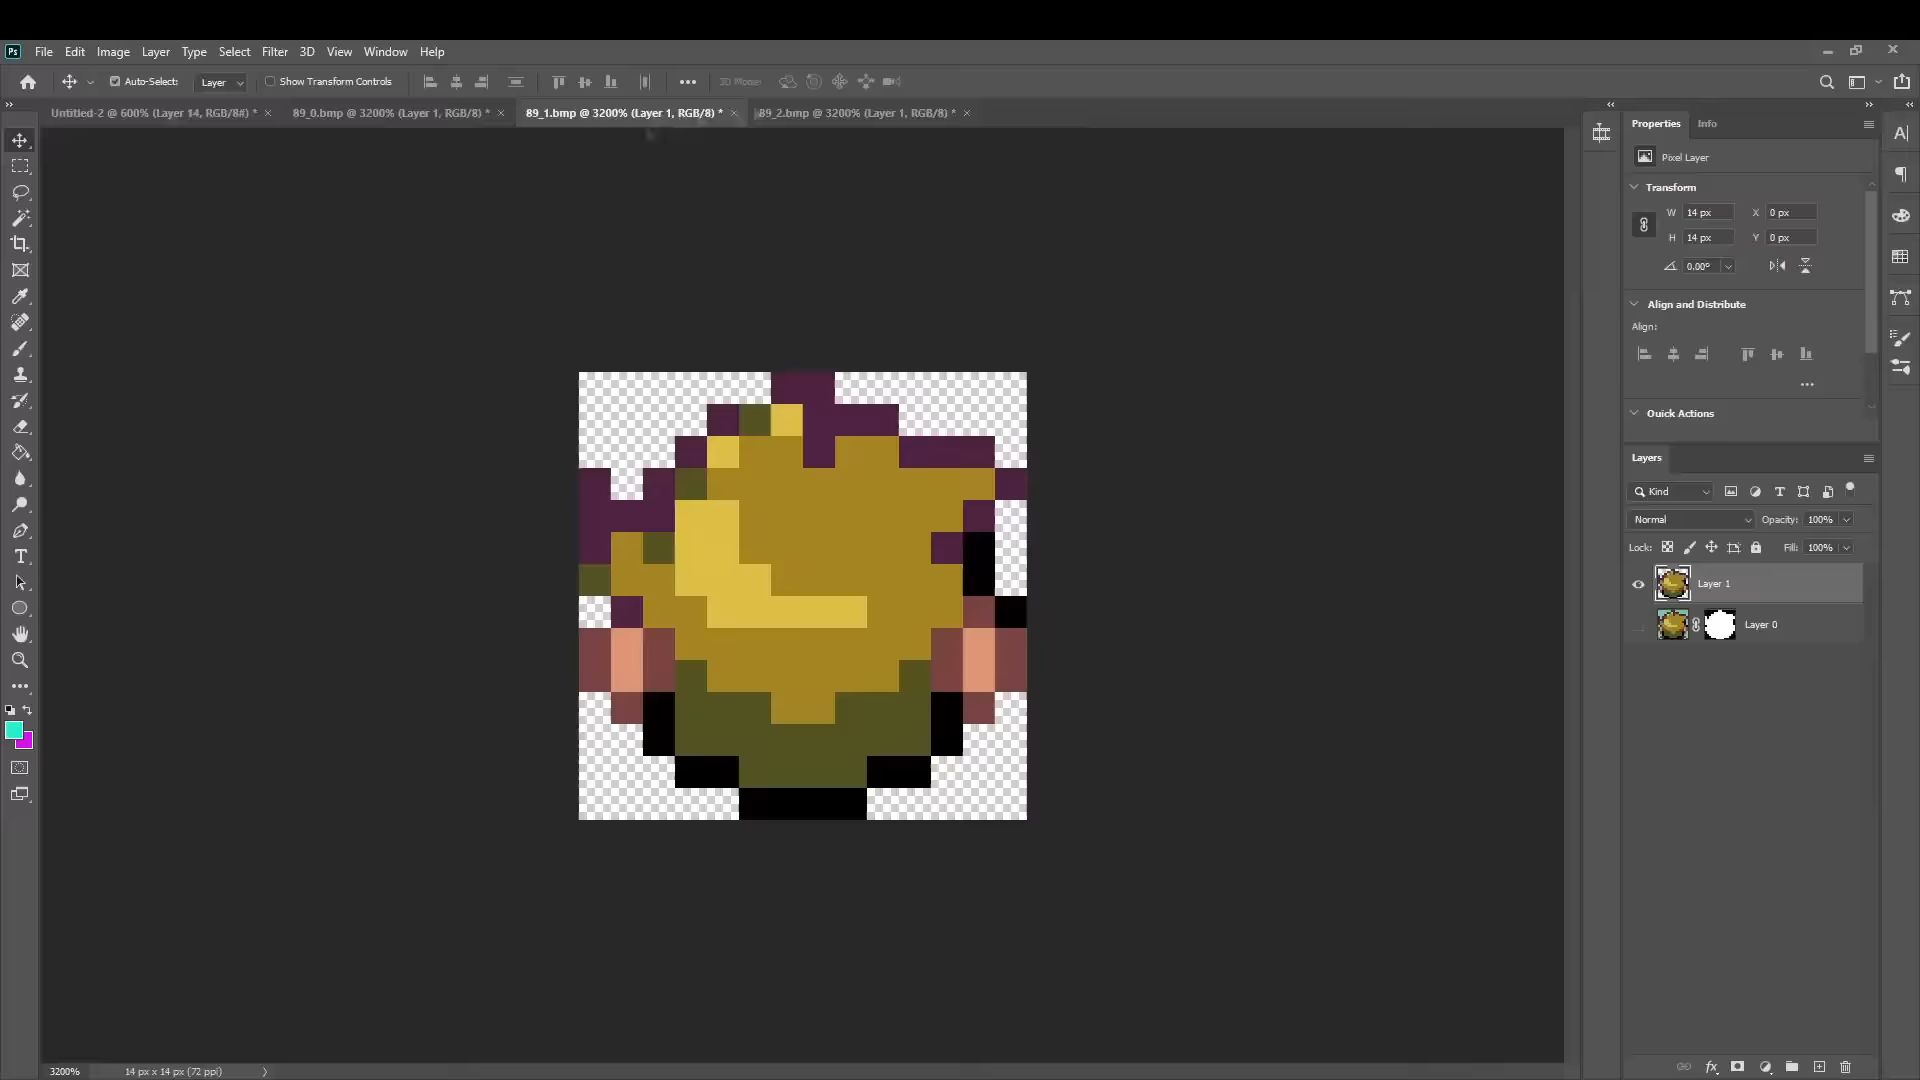 Ps File Edit Image Layer Type Select Filter 3D View Window Help
Auto-Select: Layer Show Transform Controls 3D Mode:
Untitled-2 @ 600% (Layer 14, RGB/8#) * × 89_0.bmp @ 3200% (Layer 1, RGB/8) * × 89_1.bmp @ 3200% (Layer 1, RGB/8) * × 89_2.bmp @ 3200% (Layer 1, RGB/8) * ×
Properties Info
Pixel Layer
Transform
W 14 px X 0 px
H 14 px Y 0 px
0.00°
Align and Distribute
Align:
Quick Actions
Layers
Kind
Normal Opacity: 100%
Lock: Fill: 100%
Layer 1
Layer 0
3200% 14 px x 14 px (72 ppi)